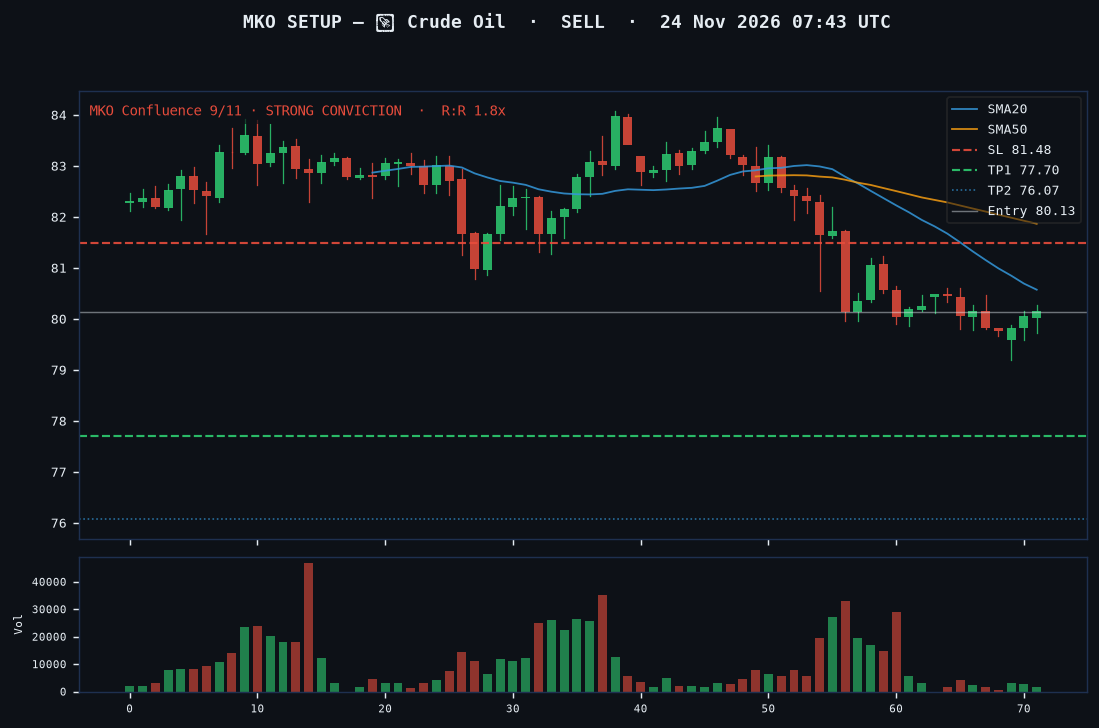 MKO SETUP — 🚀 Crude Oil · SELL · 24 Nov 2026 07:43 UTC
MKO Confluence 9/11 · STRONG CONVICTION · R:R 1.8x
SMA20
SMA50
SL 81.48
TP1 77.70
TP2 76.07
Entry 80.13
84
83
82
81
80
79
78
77
76
Vol
40000
30000
20000
10000
0
0 10 20 30 40 50 60 70